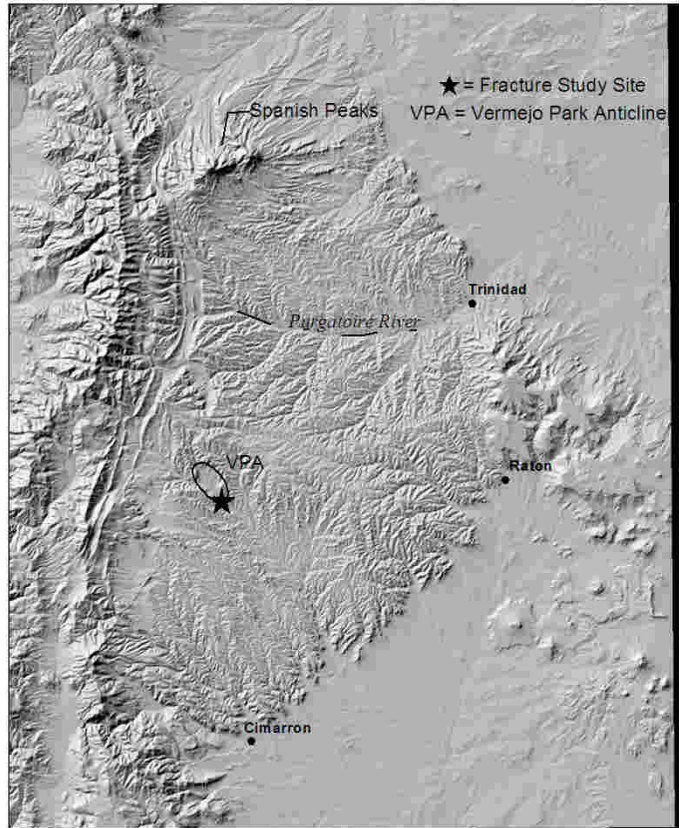 ★ = Fracture Study Site
Spanish Peaks
VPA = Vermejo Park Anticline
Trinidad
Purgatoire River
VPA
Raton
Cimarron